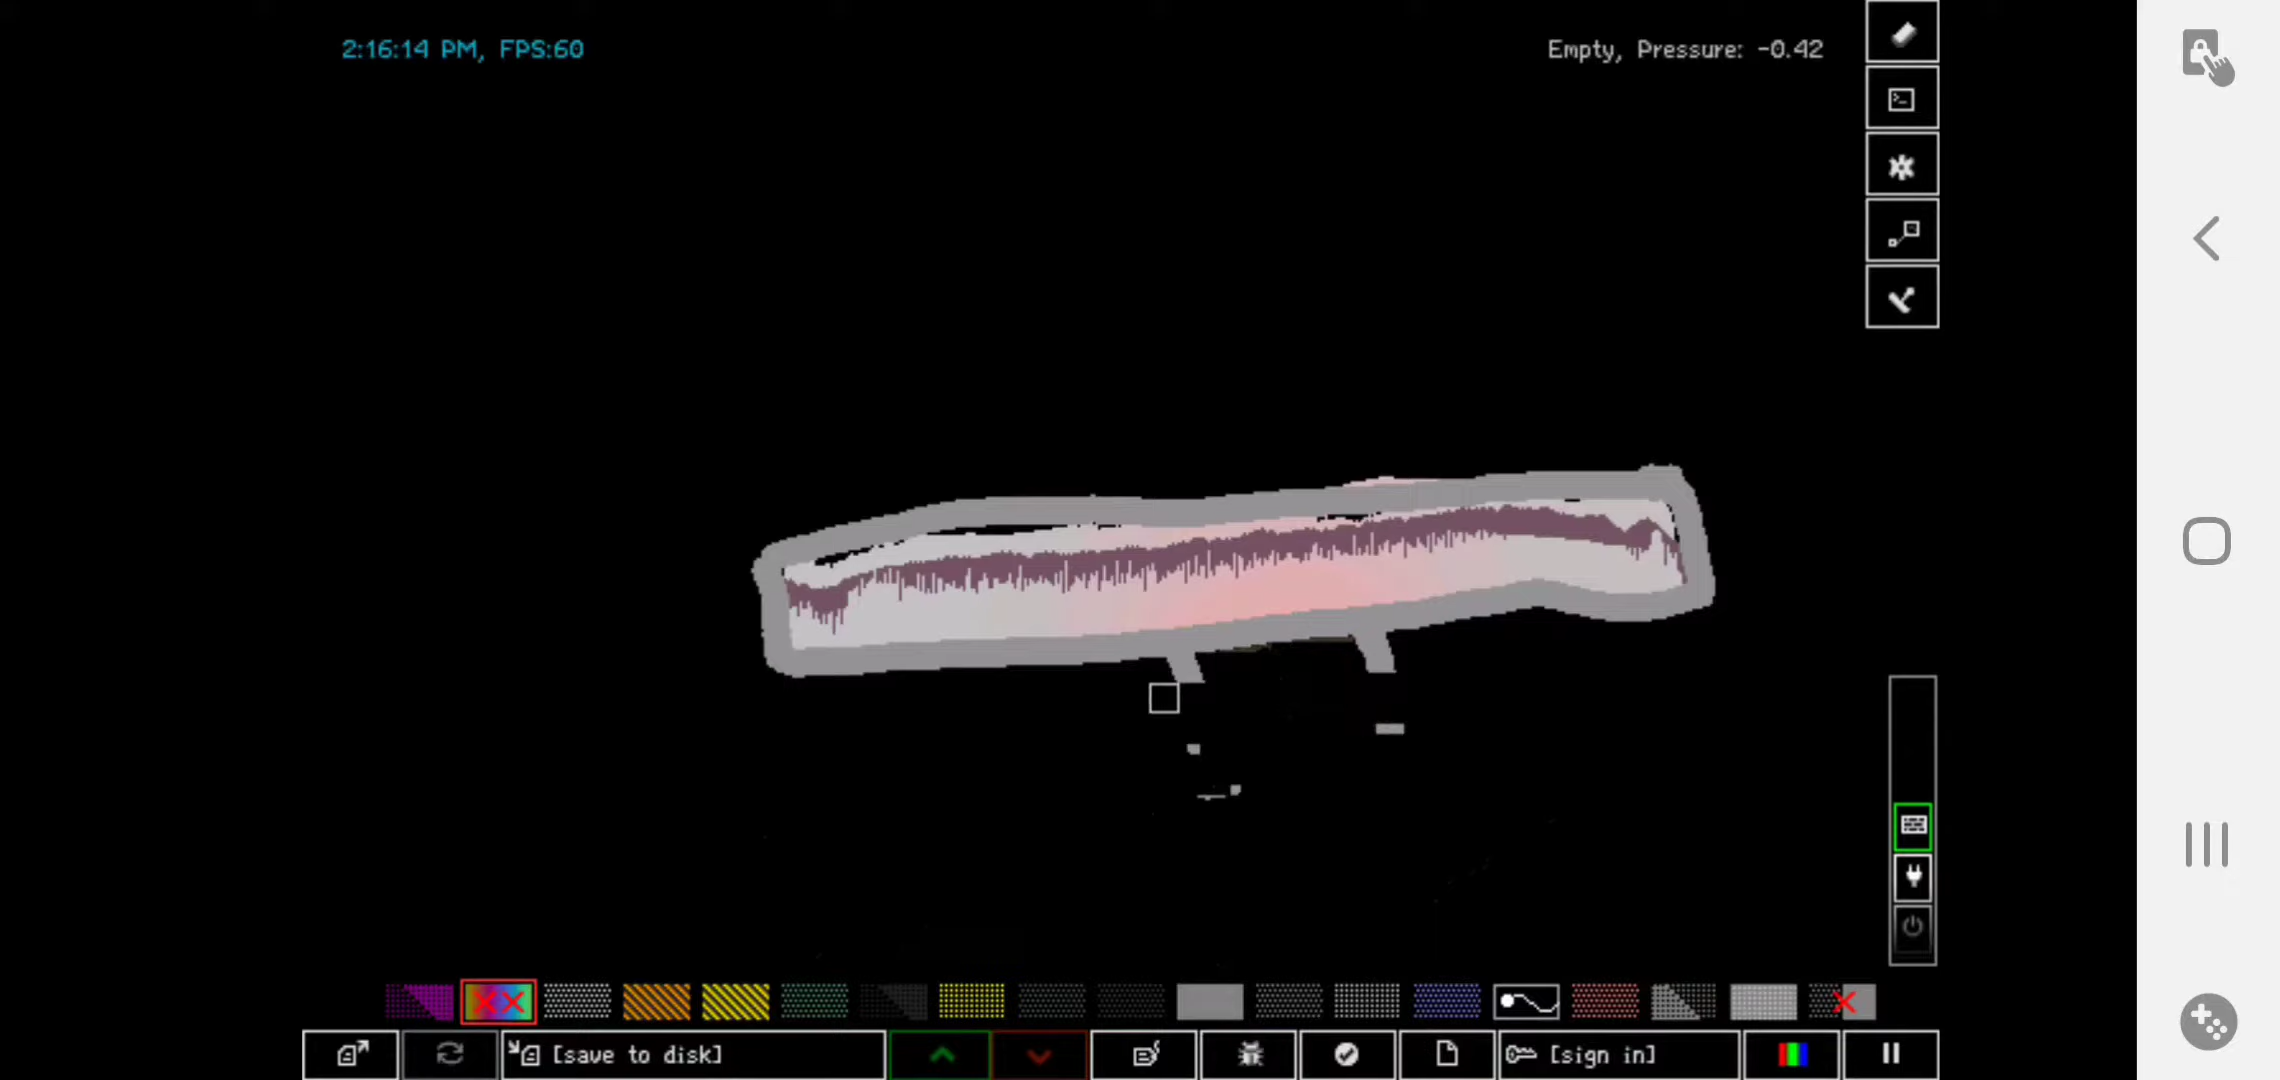 2:16:14 PM, FPS:60
Empty, Pressure: -0.42
[save to disk]
[sign in]